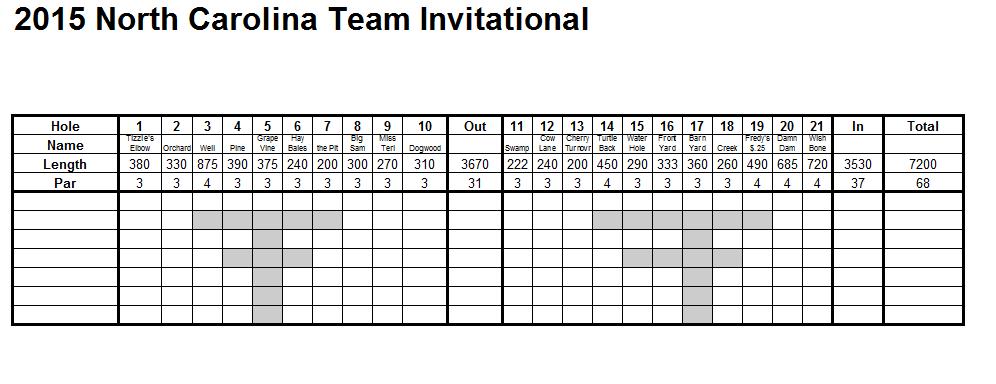 2015 North Carolina Team Invitational
Hole 1 2 3 4 5 6 7 8 9 10 Out 11 12 13 14 15 16 17 18 19 20 21 In Total
Name Tizzle's Elbow Orchard Well Pine Grape Vine Hay Bales the Pit Big Sam Miss Teri Dogwood Swamp Cow Lane Cherry Turtle Back Water Hole Front Yard Barn Yard Creek Fredy's $.25 Damn Dam Wish Bone
Length 380 330 875 390 375 240 200 300 270 310 3670 222 240 200 450 290 333 360 260 490 685 720 3530 7200
Par 3 3 4 3 3 3 3 3 3 3 31 3 3 3 4 3 3 3 3 4 4 4 37 68